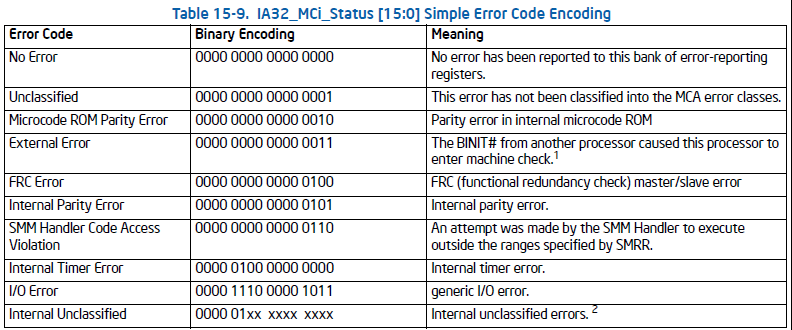 Table 15-9. IA32_MCi_Status [15:0] Simple Error Code Encoding
Error Code Binary Encoding Meaning
No Error 0000 0000 0000 0000 No error has been reported to this bank of error-reporting
registers.
Unclassified 0000 0000 0000 0001 This error has not been classified into the MCA error classes.
Microcode ROM Parity Error 0000 0000 0000 0010 Parity error in internal microcode ROM
External Error 0000 0000 0000 0011 The BINIT# from another processor caused this processor to
enter machine check.1
FRC Error 0000 0000 0000 0100 FRC (functional redundancy check) master/slave error
Internal Parity Error 0000 0000 0000 0101 Internal parity error.
SMM Handler Code Access 0000 0000 0000 0110 An attempt was made by the SMM Handler to execute
Violation outside the ranges specified by SMRR.
Internal Timer Error 0000 0100 0000 0000 Internal timer error.
I/O Error 0000 1110 0000 1011 generic I/O error.
Internal Unclassified 0000 01xx xxxx xxxx Internal unclassified errors. 2